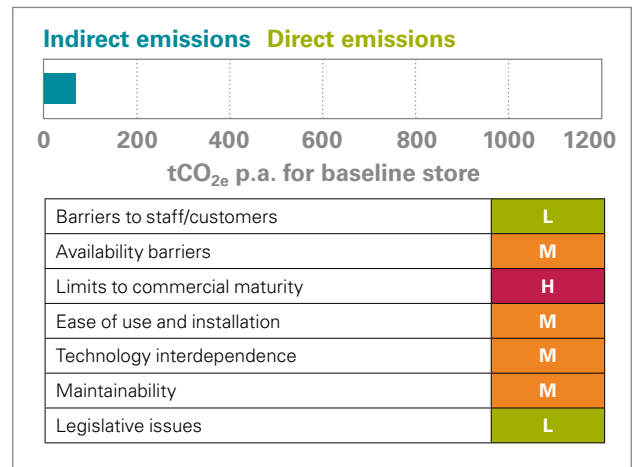 Indirect emissions Direct emissions
0 200 400 600 800 1000 1200
tCO2e p.a. for baseline store
Barriers to staff/customers L
Availability barriers M
Limits to commercial maturity H
Ease of use and installation M
Technology interdependence M
Maintainability M
Legislative issues L